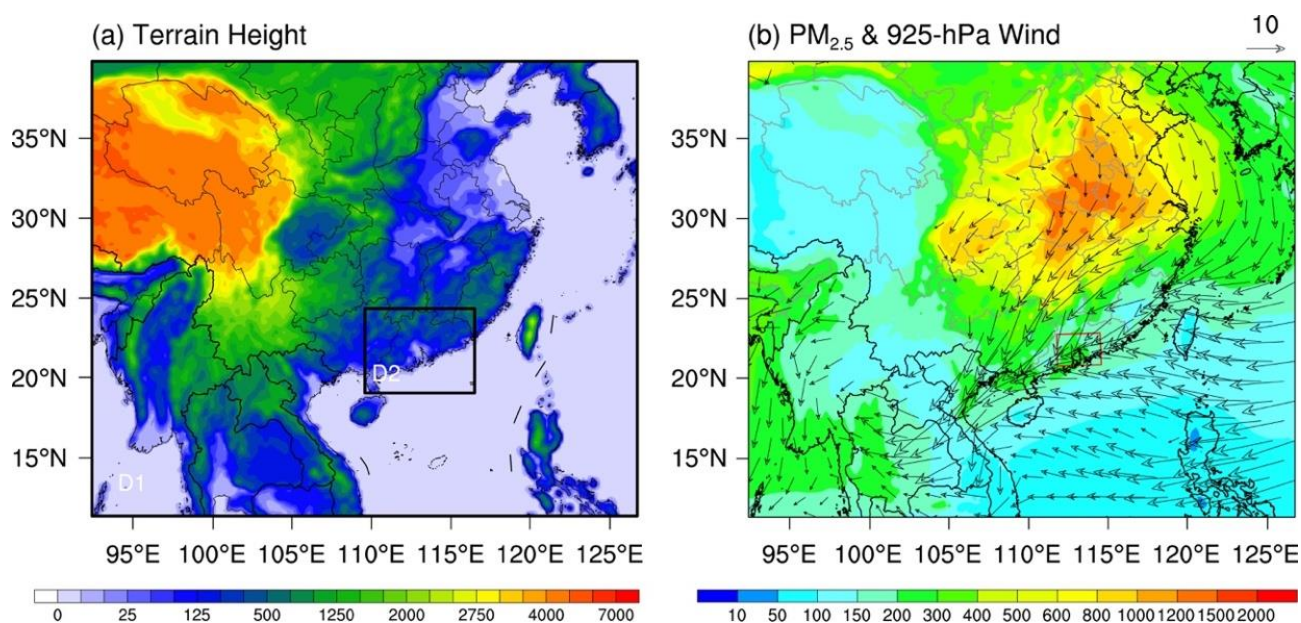 (a) Terrain Height
(b) PM2.5 & 925-hPa Wind
10
35°N
30°N
25°N
20°N
15°N
D2
D1
95°E 100°E 105°E 110°E 115°E 120°E 125°E
0 25 125 500 1250 2000 2750 4000 7000
35°N
30°N
25°N
20°N
15°N
95°E 100°E 105°E 110°E 115°E 120°E 125°E
10 50 100 150 200 300 400 500 600 800 1000 1200 1500 2000